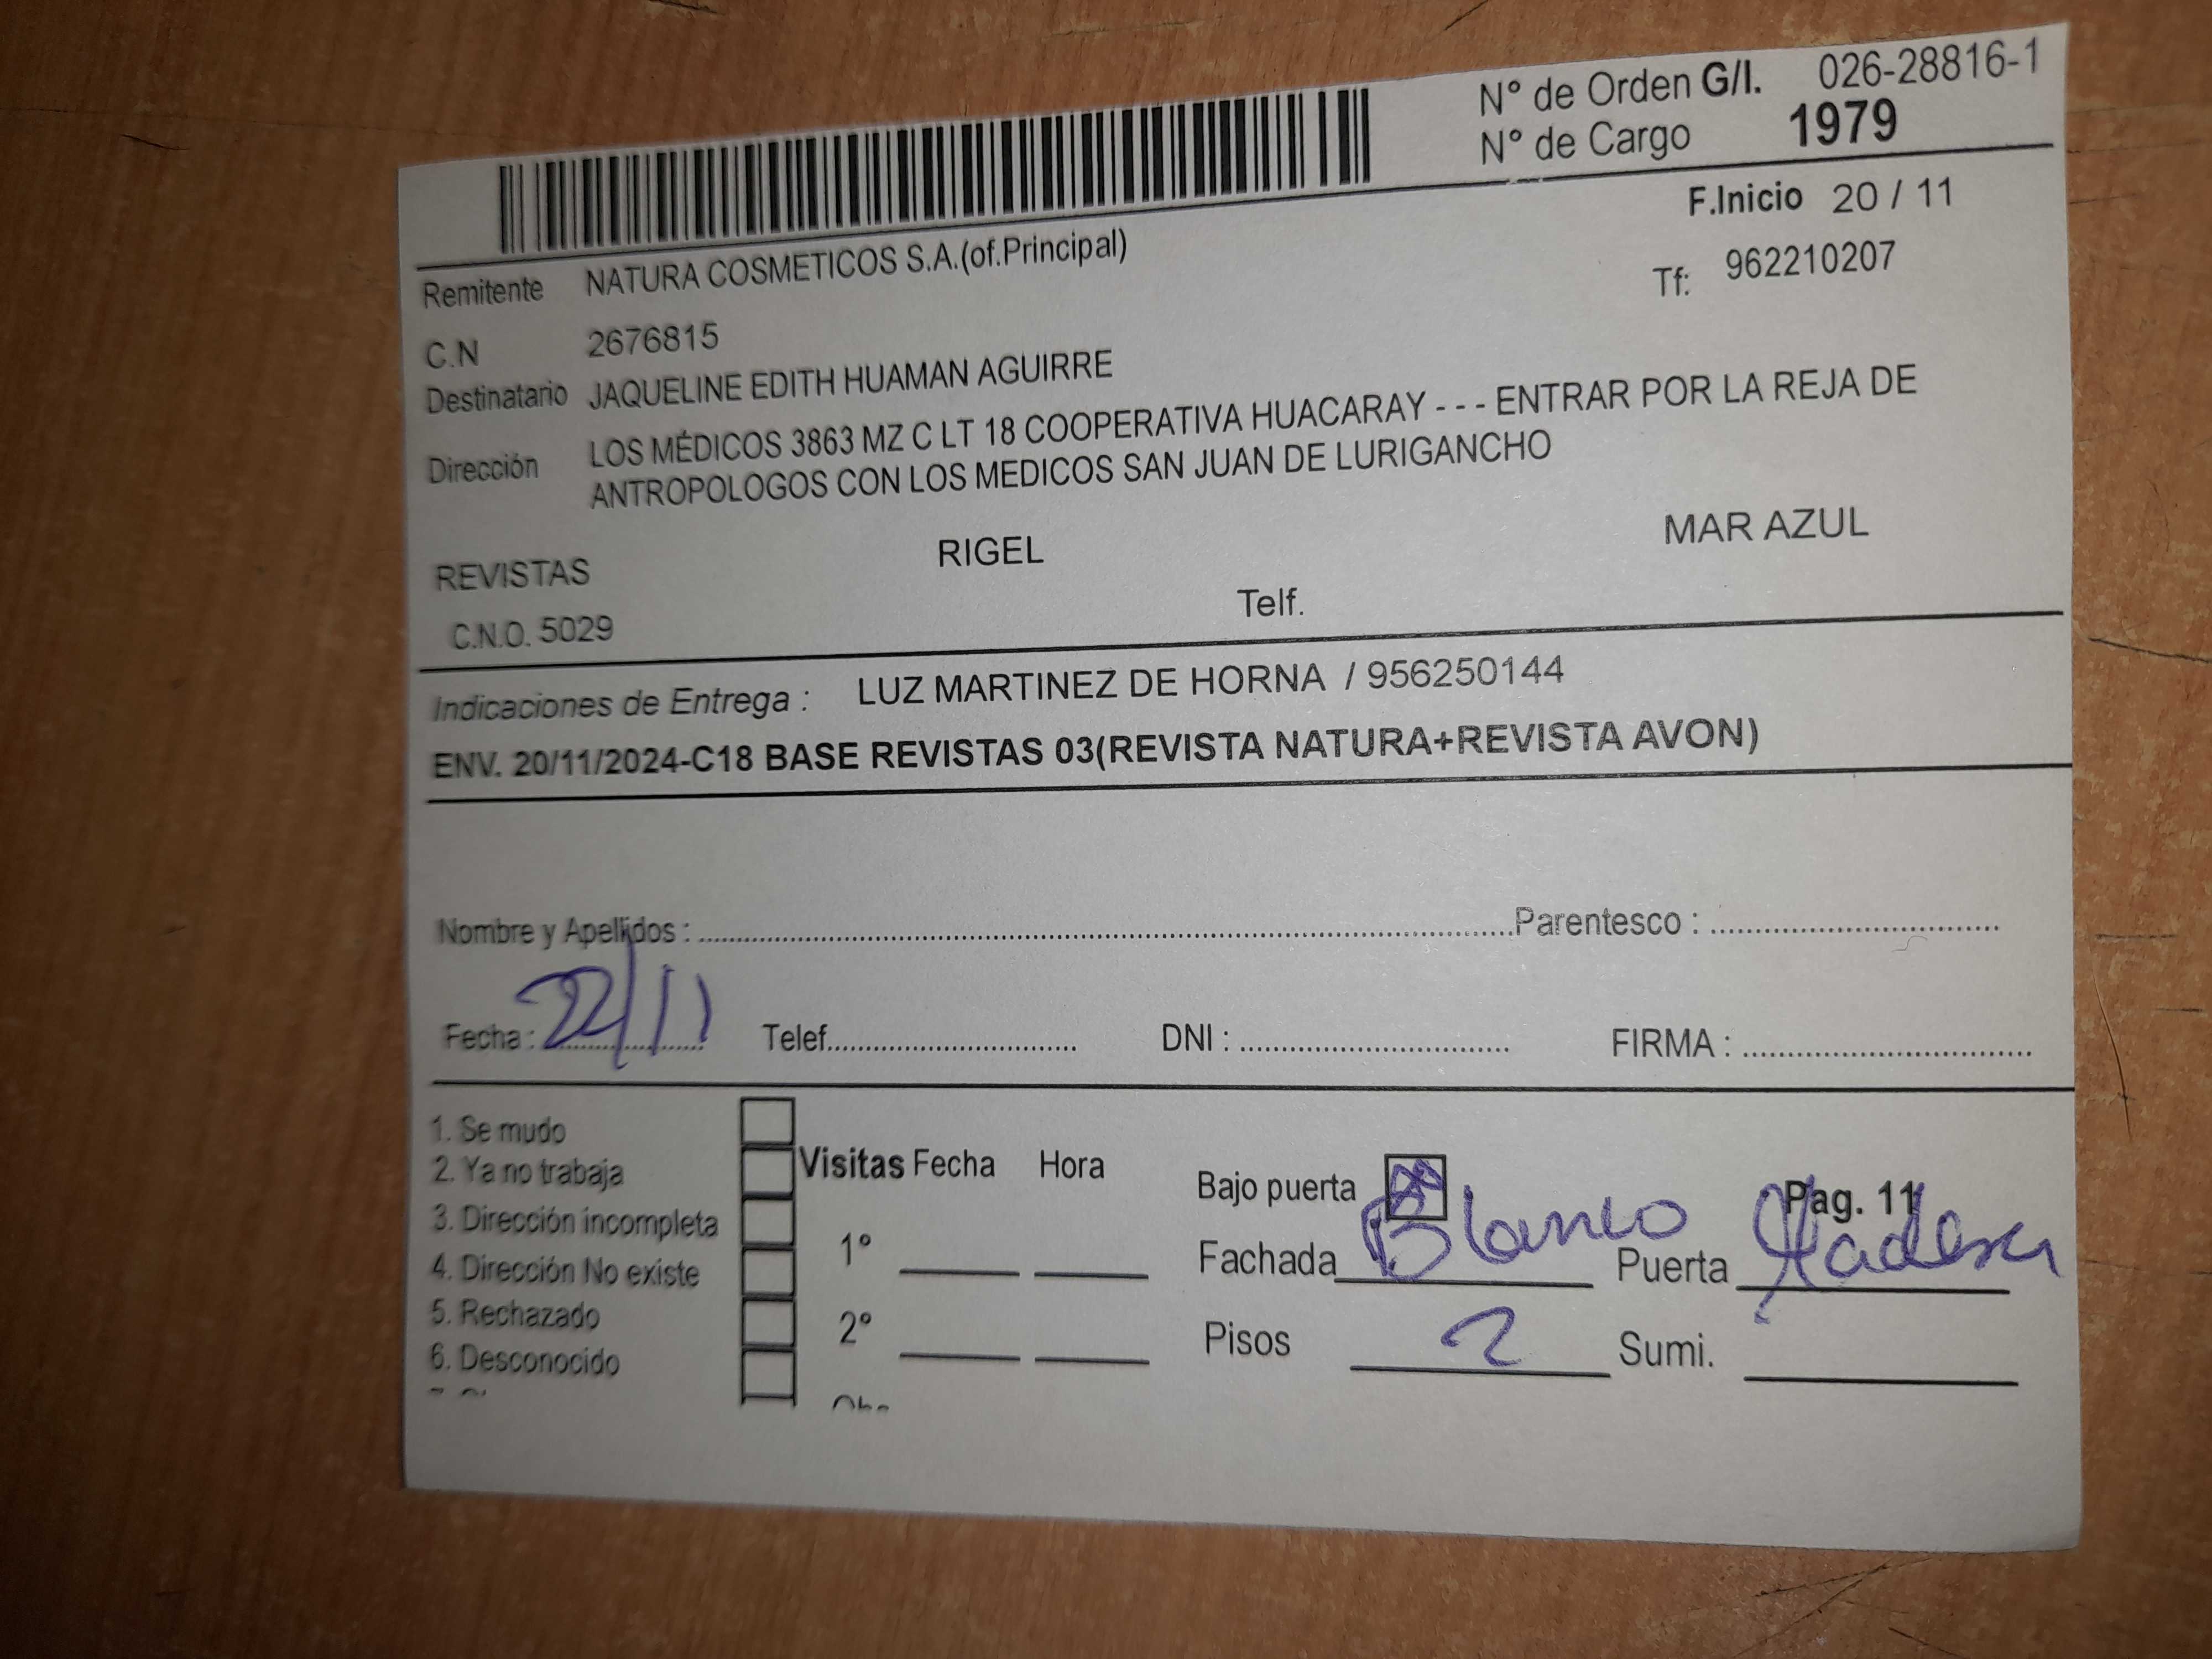 N° de Orden G/I. 026-28816-1
N° de Cargo 1979
F.Inicio 20 / 11
Remitente NATURA COSMETICOS S.A.(of.Principal)
Tf: 962210207
C.N 2676815
Destinatario JAQUELINE EDITH HUAMAN AGUIRRE
Dirección LOS MÉDICOS 3863 MZ C LT 18 COOPERATIVA HUACARAY - - - ENTRAR POR LA REJA DE
ANTROPOLOGOS CON LOS MEDICOS SAN JUAN DE LURIGANCHO
REVISTAS RIGEL MAR AZUL
C.N.O. 5029 Telf.
Indicaciones de Entrega : LUZ MARTINEZ DE HORNA / 956250144
ENV. 20/11/2024-C18 BASE REVISTAS 03(REVISTA NATURA+REVISTA AVON)
Nombre y Apellidos : Parentesco :
Fecha : 22/11 Telef. DNI : FIRMA :
1. Se mudo
2. Ya no trabaja
3. Dirección incompleta
4. Dirección No existe
5. Rechazado
6. Desconocido
Visitas Fecha Hora
1°
2°
Bajo puerta Pag. 11
Fachada Blanco Puerta Madera
Pisos 2 Sumi.